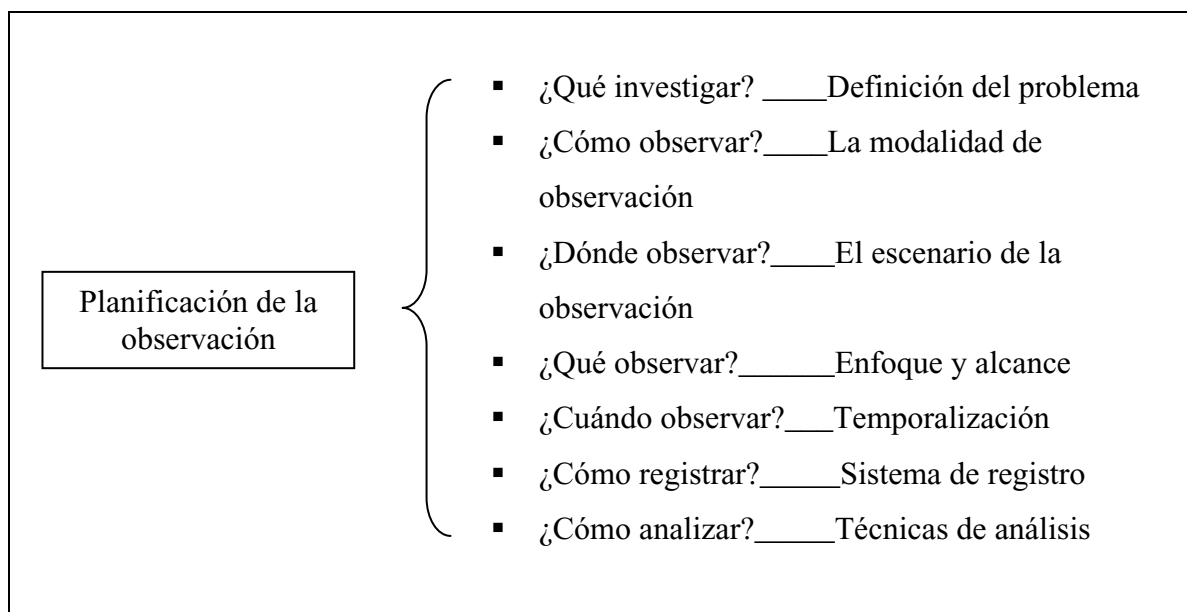 Planificación de la
observación
▪ ¿Qué investigar? ____Definición del problema
▪ ¿Cómo observar?____La modalidad de
observación
▪ ¿Dónde observar?____El escenario de la
observación
▪ ¿Qué observar?______Enfoque y alcance
▪ ¿Cuándo observar?___Temporalización
▪ ¿Cómo registrar?_____Sistema de registro
▪ ¿Cómo analizar?_____Técnicas de análisis